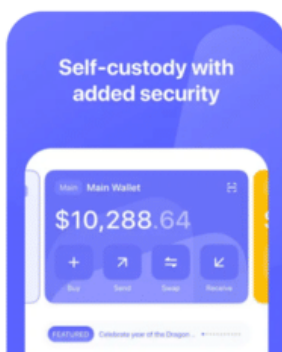 Self-custody with
added security
Main Main Wallet
$10,288.64
Buy Send Swap Receive
FEATURED Celebrate year of the Dragon...